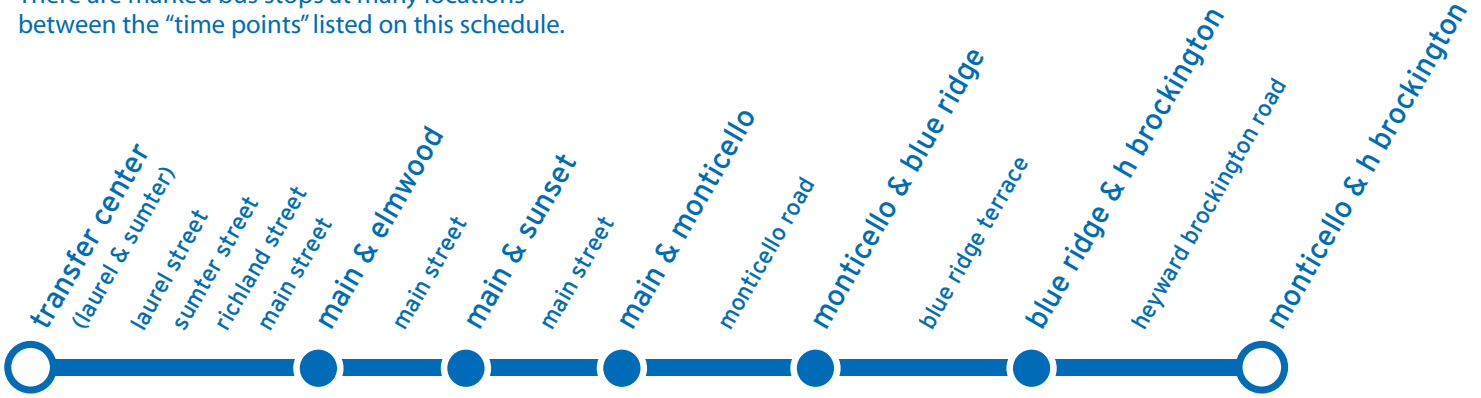 There are marked bus stops at many locations
between the “time points” listed on this schedule.
transfer center
(laurel & sumter)
laurel street
sumter street
richland street
main street
main & elmwood
main street
main & sunset
main street
main & monticello
monticello road
monticello & blue ridge
blue ridge terrace
blue ridge & h brockington
heyward brockington road
monticello & h brockington